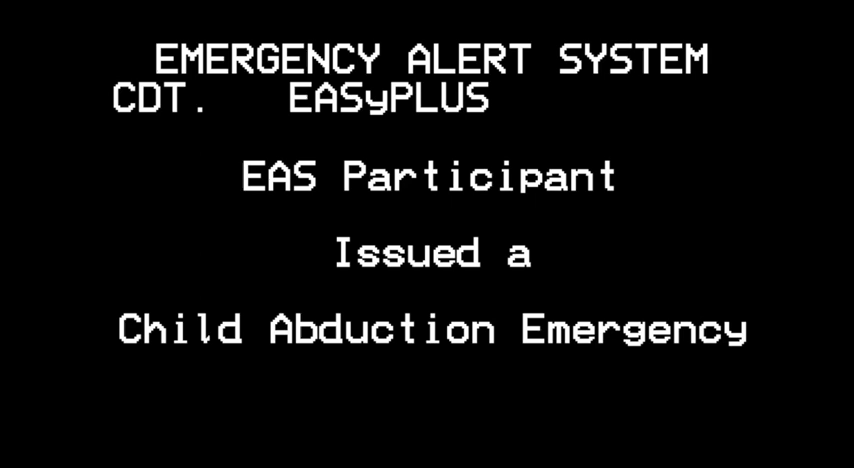 EMERGENCY ALERT SYSTEM
CDT. EASyPLUS
EAS Participant
Issued a
Child Abduction Emergency